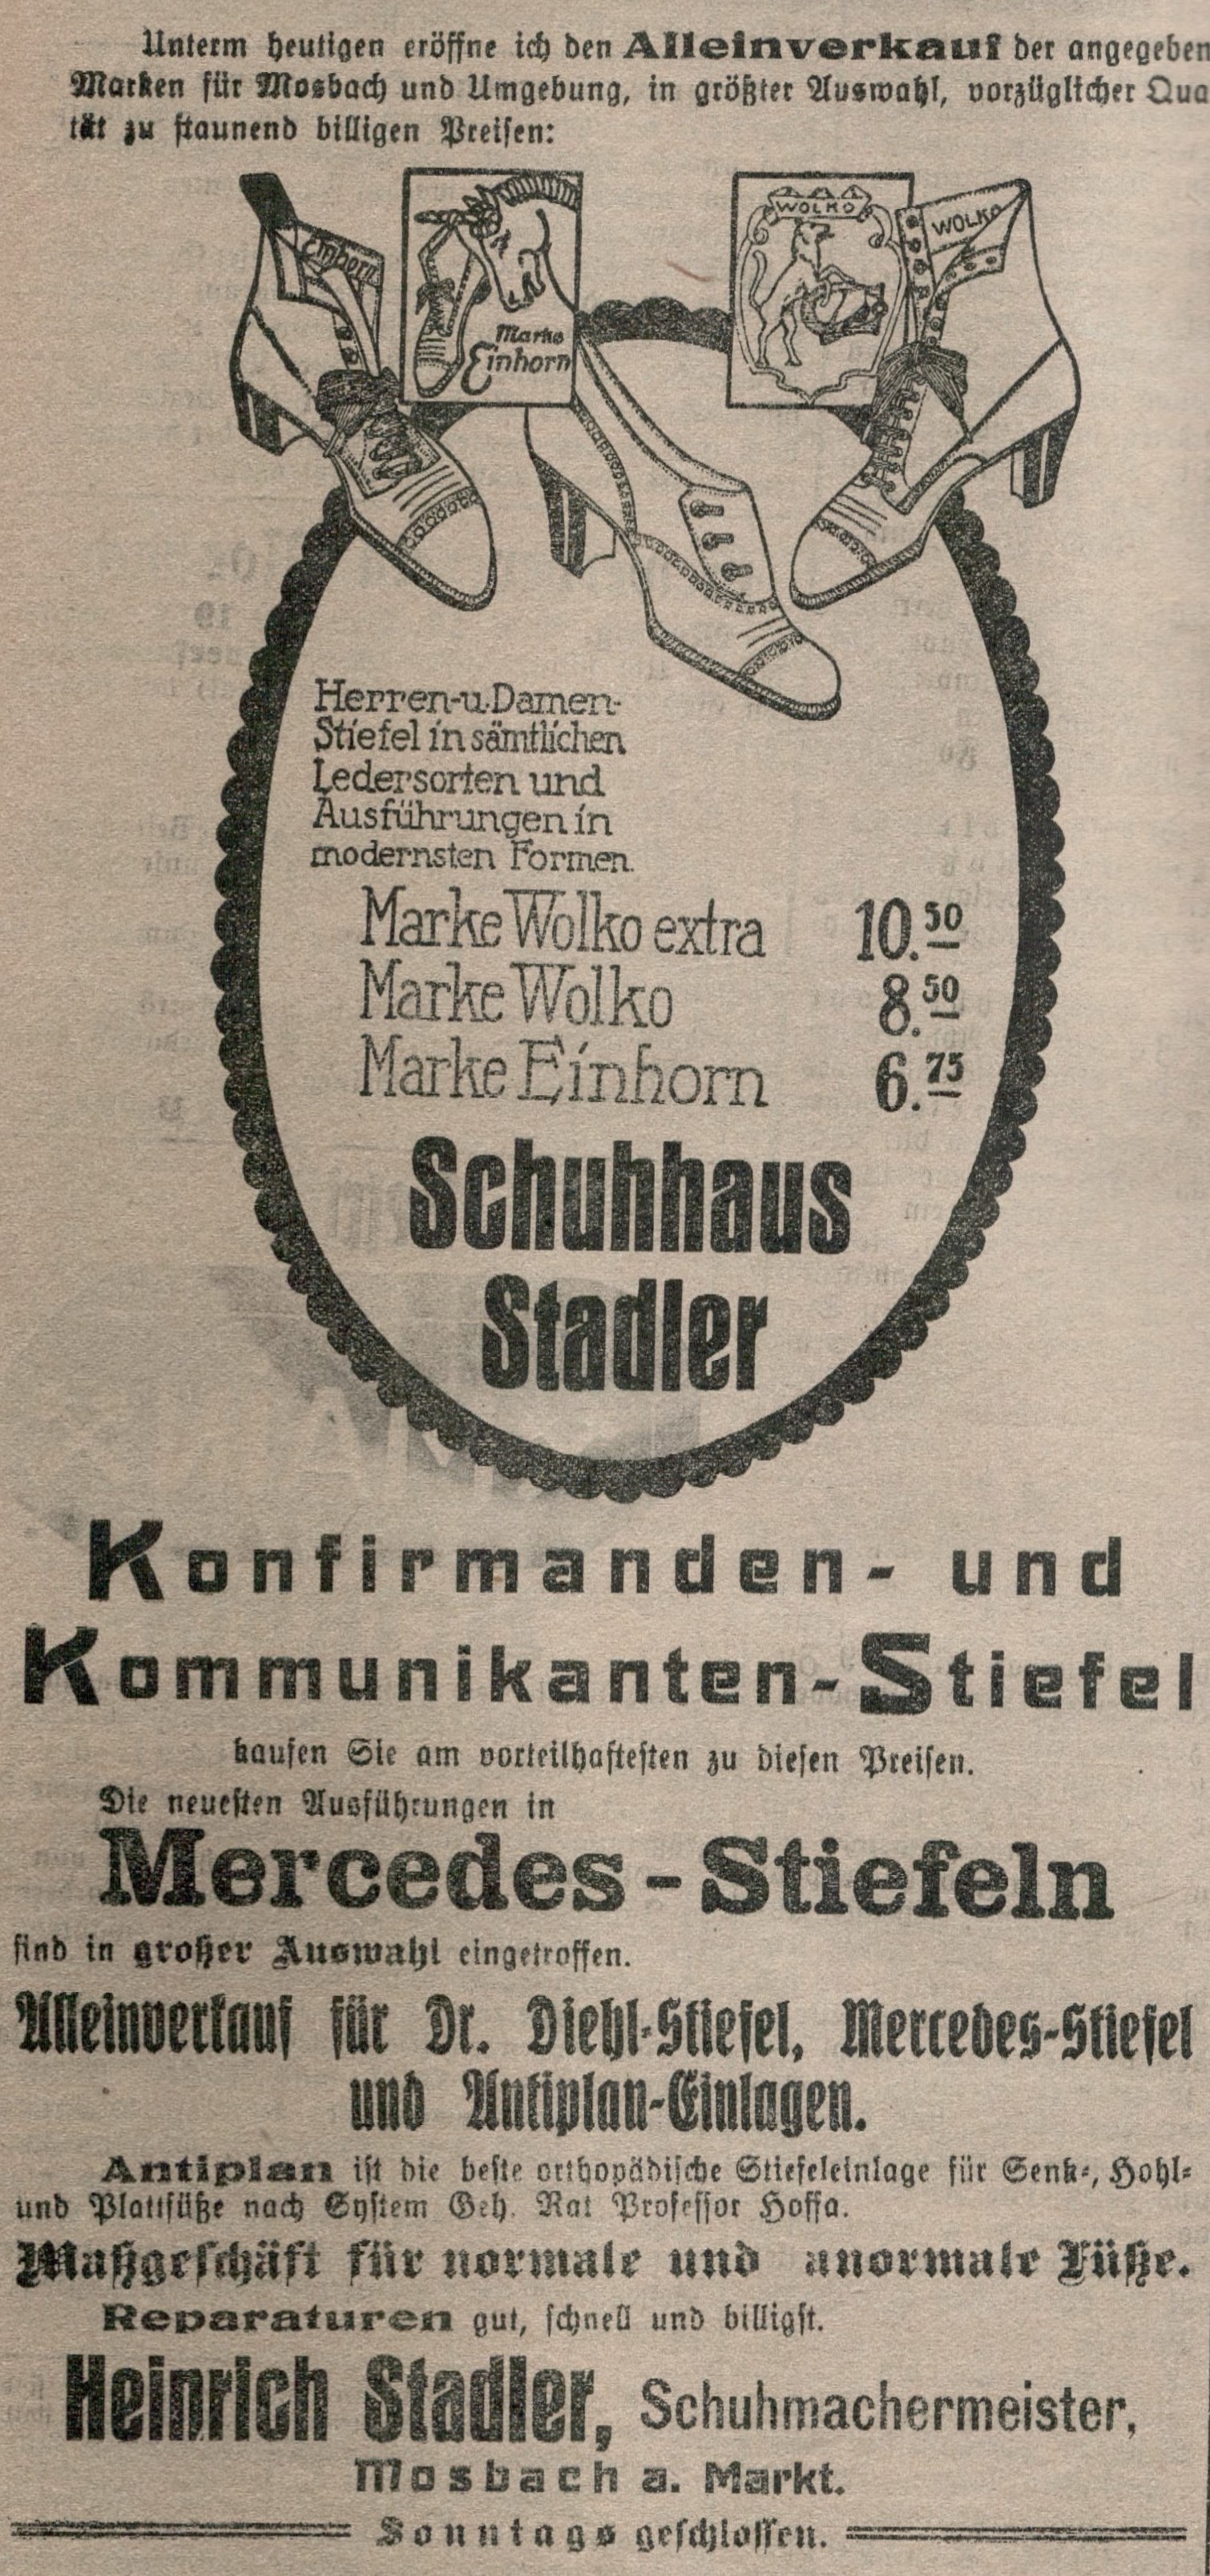 Unterm heutigen eröffne ich den Alleinverkauf der angegeben
Marken für Mosbach und Umgebung, in größter Auswahl, vorzüglicher Qua
tät zu staunend billigen Preisen:
Einhorn
Marke
Einhorn
WOLKO
WOLKO
Herren-u.Damen-
Stiefel in sämtlichen
Ledersorten und
Ausführungen in
modernsten Formen.
Marke Wolko extra 10.50
Marke Wolko 8.50
Marke Einhorn 6.75
Schuhhaus
Stadler
Konfirmanden- und
Kommunikanten-Stiefel
kaufen Sie am vorteilhaftesten zu diesen Preisen.
Die neuesten Ausführungen in
Mercedes-Stiefeln
sind in großer Auswahl eingetroffen.
Alleinverkauf für Dr. Diehl-Stiefel, Mercedes-Stiefel
und Antiplan-Einlagen.
Antiplan ist die beste orthopädische Stiefeleinlage für Senk-, Hohl-
und Plattfüße nach System Geh. Rat Professor Hoffa.
Maßgeschäft für normale und anormale Füße.
Reparaturen gut, schnell und billigst.
Heinrich Stadler, Schuhmachermeister,
Mosbach a. Markt.
Sonntags geschlossen.